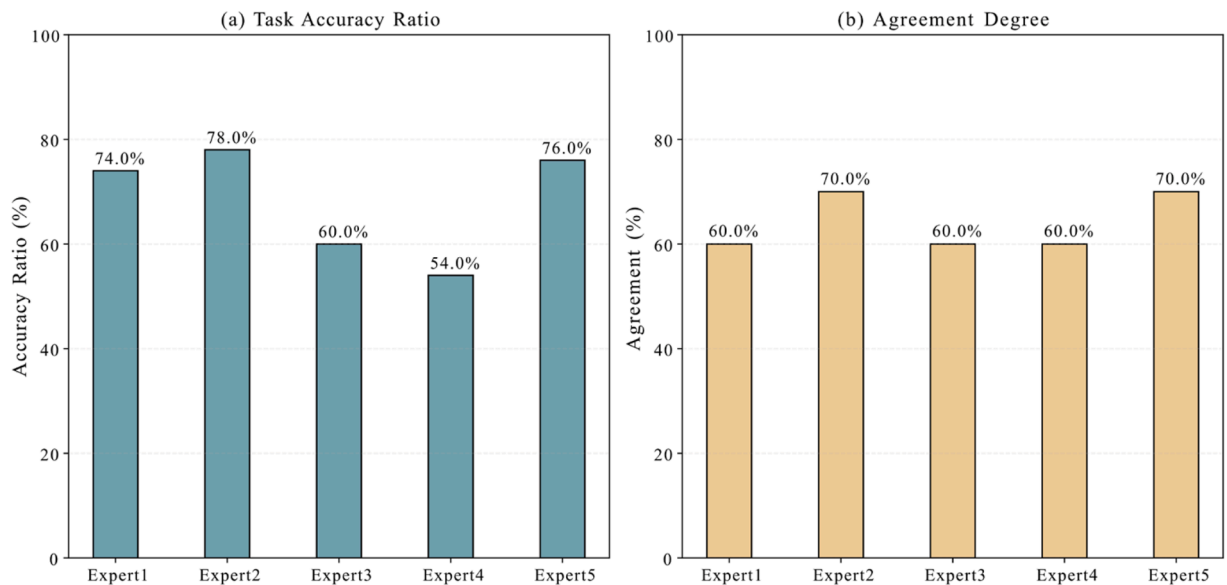 (a) Task Accuracy Ratio
Accuracy Ratio (%)
100
80
60
40
20
0
74.0%
78.0%
60.0%
54.0%
76.0%
Expert1
Expert2
Expert3
Expert4
Expert5
(b) Agreement Degree
Agreement (%)
100
80
60
40
20
0
60.0%
70.0%
60.0%
60.0%
70.0%
Expert1
Expert2
Expert3
Expert4
Expert5